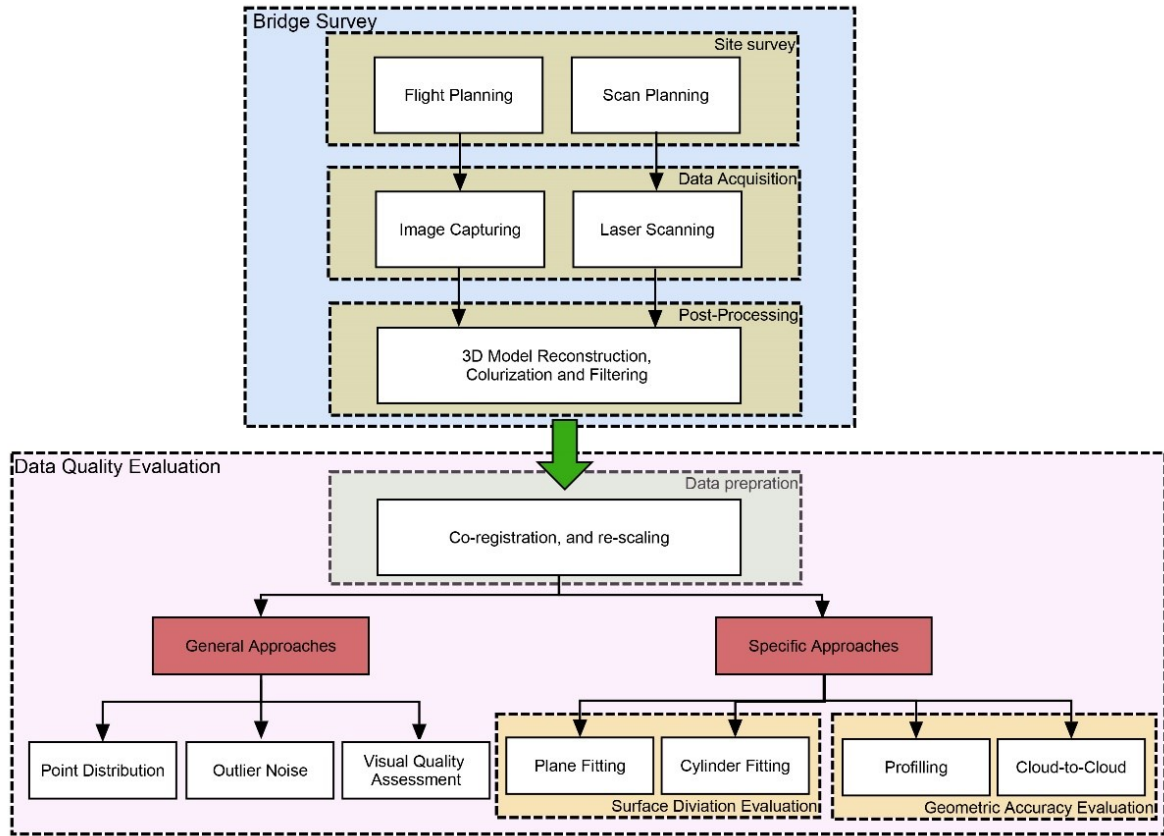 Bridge Survey
Site survey
Flight Planning
Scan Planning
Data Acquisition
Image Capturing
Laser Scanning
Post-Processing
3D Model Reconstruction,
Colurization and Filtering
Data Quality Evaluation
Data prepration
Co-registration, and re-scaling
General Approaches
Specific Approaches
Point Distribution
Outlier Noise
Visual Quality
Assessment
Plane Fitting
Cylinder Fitting
Surface Diviation Evaluation
Profilling
Cloud-to-Cloud
Geometric Accuracy Evaluation